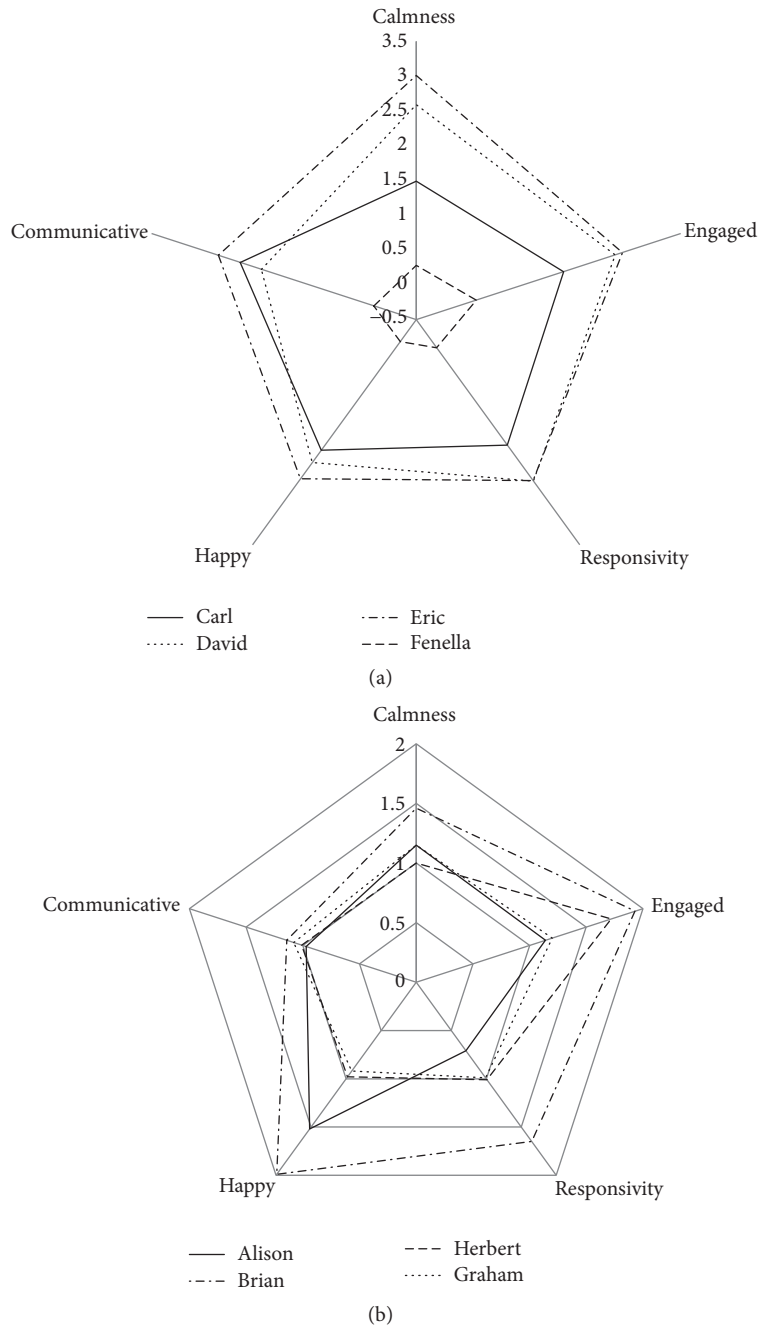 Calmness
3.5
3
2.5
2
1.5
1
0.5
0
−0.5
Communicative
Engaged
Happy
Responsivity
Carl
Eric
David
Fenella
(a)
Calmness
2
1.5
1
0.5
0
Communicative
Engaged
Happy
Responsivity
Alison
Herbert
Brian
Graham
(b)